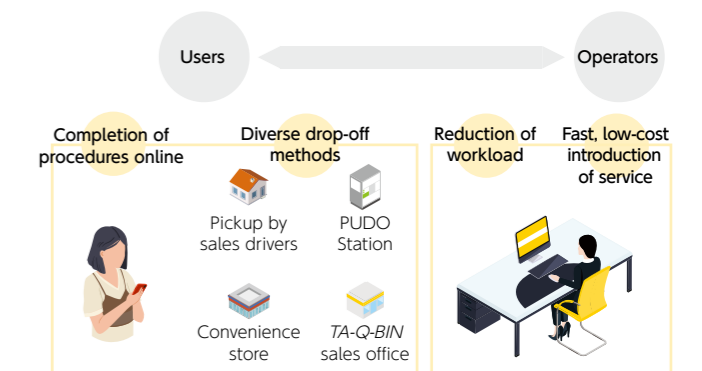 Users
Operators
Completion of
procedures online
Diverse drop-off
methods
Reduction of
workload
Fast, low-cost
introduction
of service
Pickup by
sales drivers
PUDO
Station
Convenience
store
TA-Q-BIN
sales office